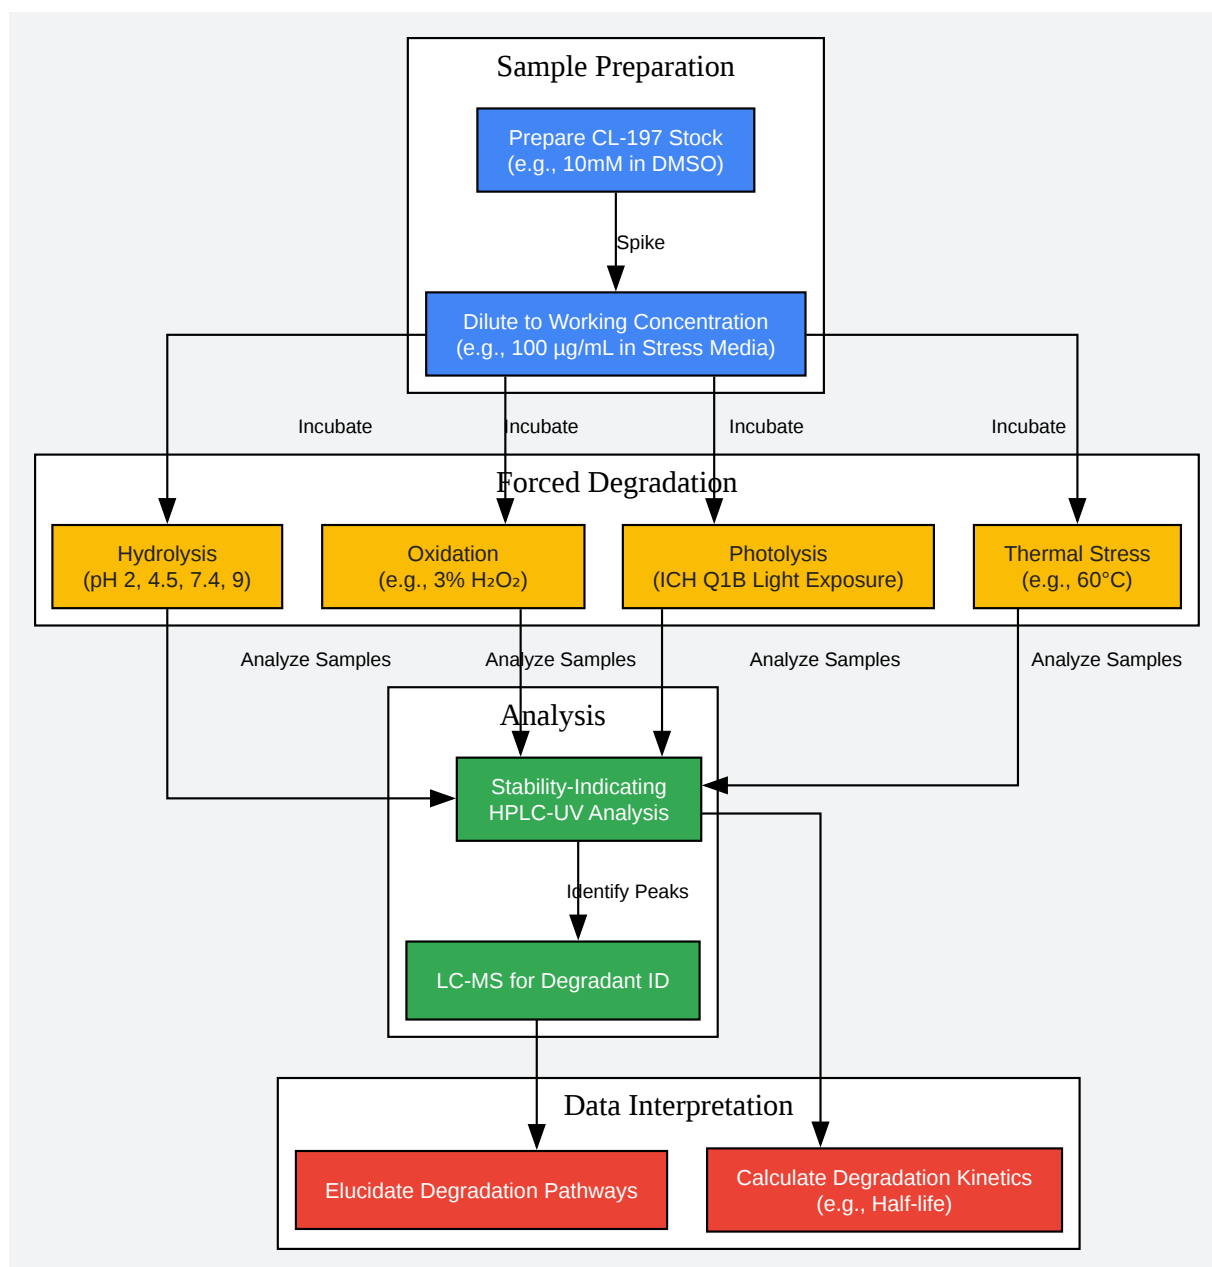 Sample Preparation
Prepare CL-197 Stock
(e.g., 10mM in DMSO)
Spike
Dilute to Working Concentration
(e.g., 100 µg/mL in Stress Media)
Incubate
Incubate
Incubate
Incubate
Forced Degradation
Hydrolysis
(pH 2, 4.5, 7.4, 9)
Oxidation
(e.g., 3% H₂O₂)
Photolysis
(ICH Q1B Light Exposure)
Thermal Stress
(e.g., 60°C)
Analyze Samples
Analyze Samples
Analyze Samples
Analyze Samples
Analysis
Stability-Indicating
HPLC-UV Analysis
Identify Peaks
LC-MS for Degradant ID
Data Interpretation
Elucidate Degradation Pathways
Calculate Degradation Kinetics
(e.g., Half-life)